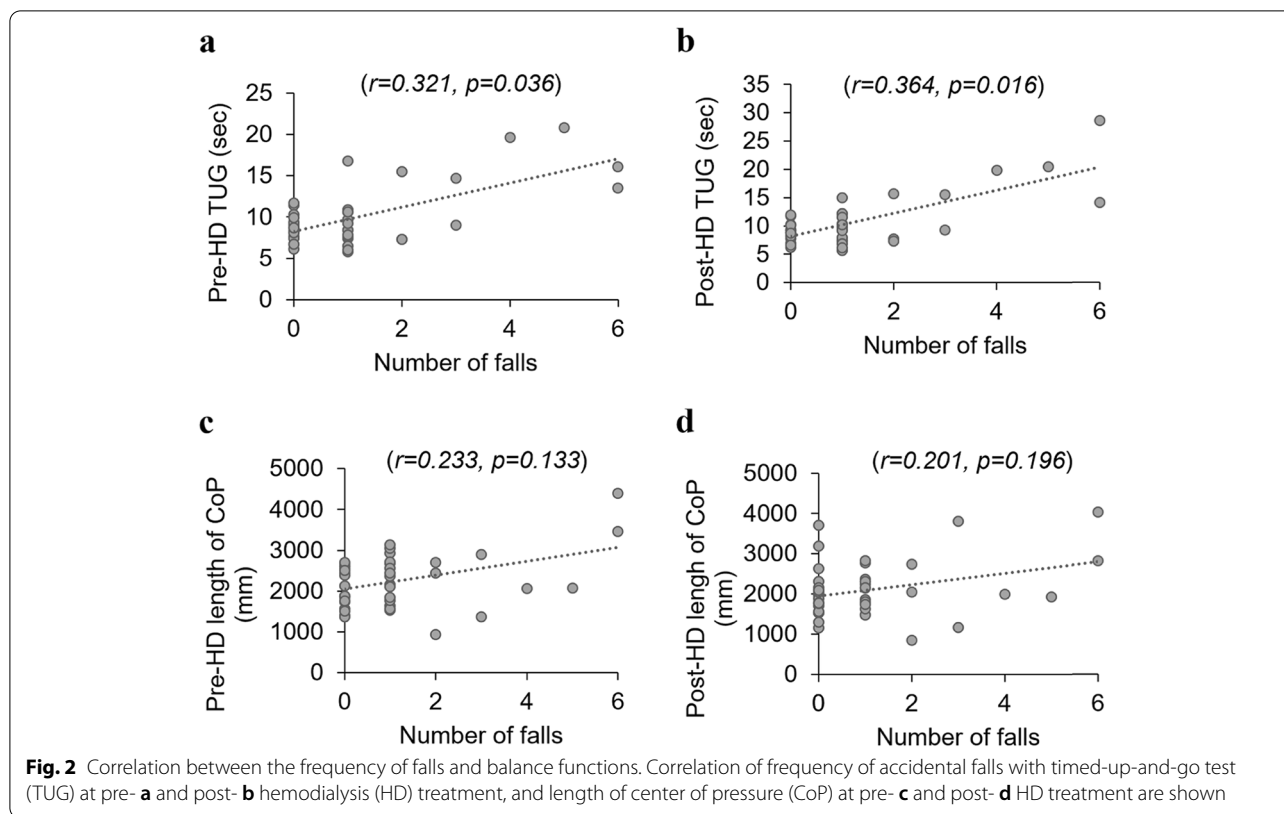 a
(r=0.321, p=0.036)
25
20
15
10
5
0
0 2 4 6
Pre-HD TUG (sec)
Number of falls
b
(r=0.364, p=0.016)
35
30
25
20
15
10
5
0
0 2 4 6
Post-HD TUG (sec)
Number of falls
c
(r=0.233, p=0.133)
5000
4000
3000
2000
1000
0
0 2 4 6
Pre-HD length of CoP
(mm)
Number of falls
d
(r=0.201, p=0.196)
5000
4000
3000
2000
1000
0
0 2 4 6
Post-HD lengh of CoP
(mm)
Number of falls
Fig. 2 Correlation between the frequency of falls and balance functions. Correlation of frequency of accidental falls with timed-up-and-go test
(TUG) at pre- a and post- b hemodialysis (HD) treatment, and length of center of pressure (CoP) at pre- c and post- d HD treatment are shown